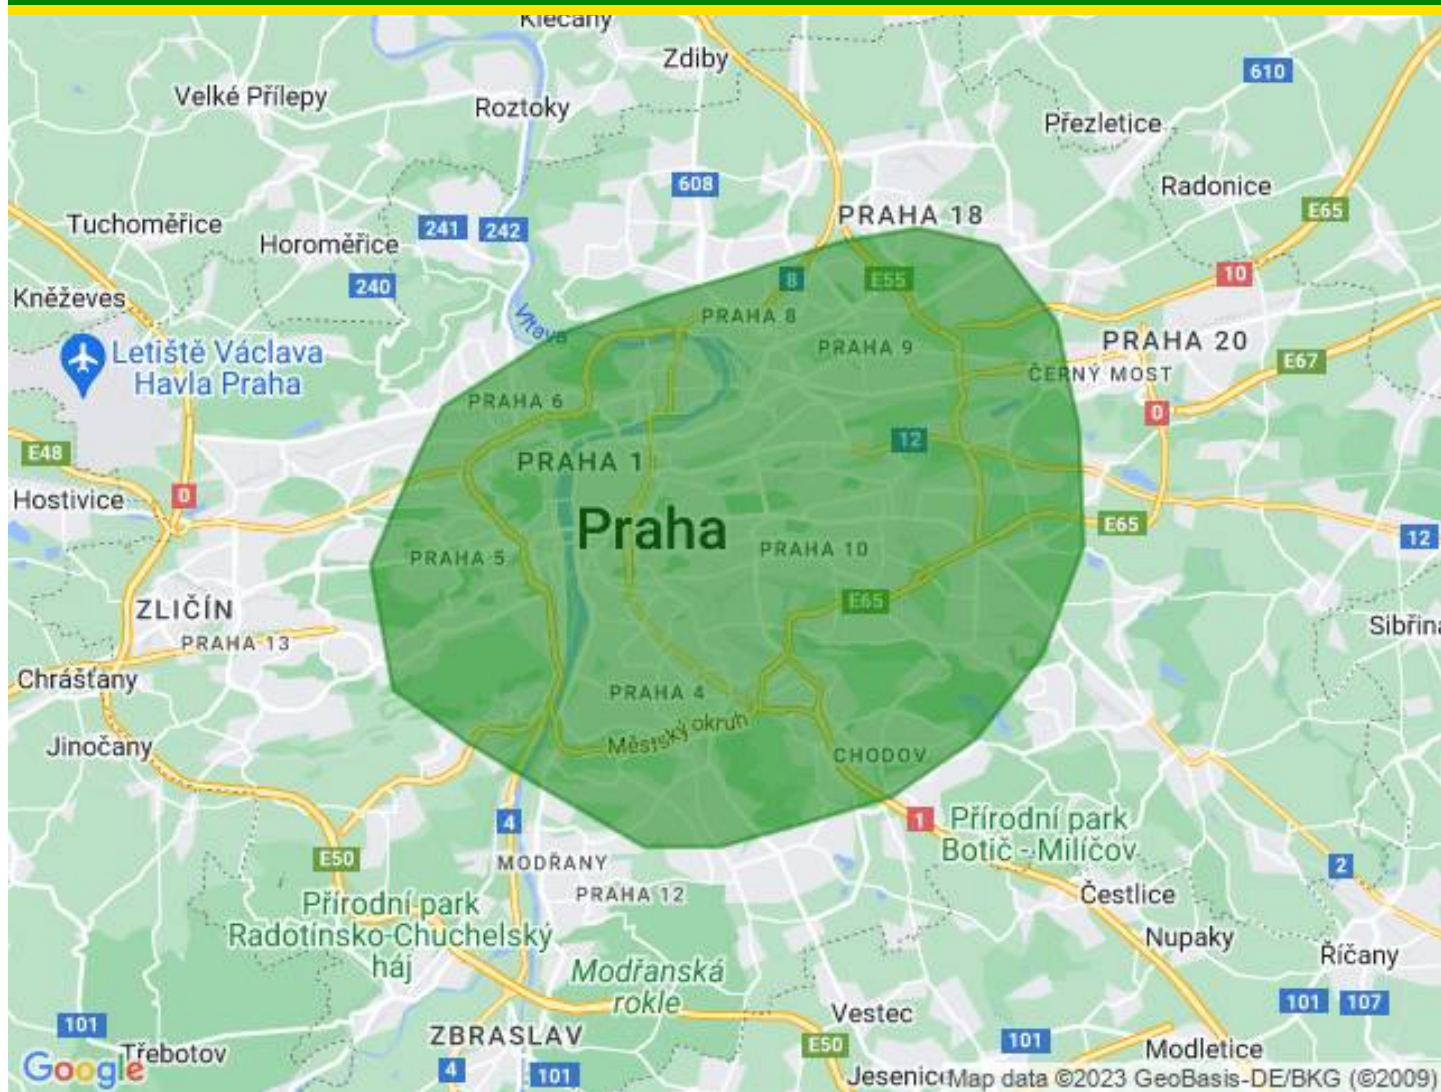 Klecany
Zdiby
610
Velké Přílepy
Roztoky
Přezletice
608
Radonice
E65
Tuchoměřice
241
242
PRAHA 18
Horoměřice
10
240
8
E55
Kněževes
Vltava
PRAHA 8
PRAHA 9
PRAHA 20
E67
Letiště Václava
Havla Praha
ČERNÝ MOST
PRAHA 6
0
E48
12
PRAHA 1
Hostivice
0
E65
Praha
12
PRAHA 5
PRAHA 10
ZLIČÍN
E65
Sibřina
PRAHA 13
Chrášťany
PRAHA 4
Městský okruh
Jinočany
CHODOV
4
1
Přírodní park
Botič - Milíčov
E50
MODŘANY
2
PRAHA 12
Čestlice
Přírodní park
Radotínsko-Chuchelský
háj
Nupaky
Říčany
Modřanská
rokle
101
107
Vestec
101
ZBRASLAV
101
E50
Třebotov
Modletice
Google
4
101
Jesenic
Map data ©2023 GeoBasis-DE/BKG (©2009)